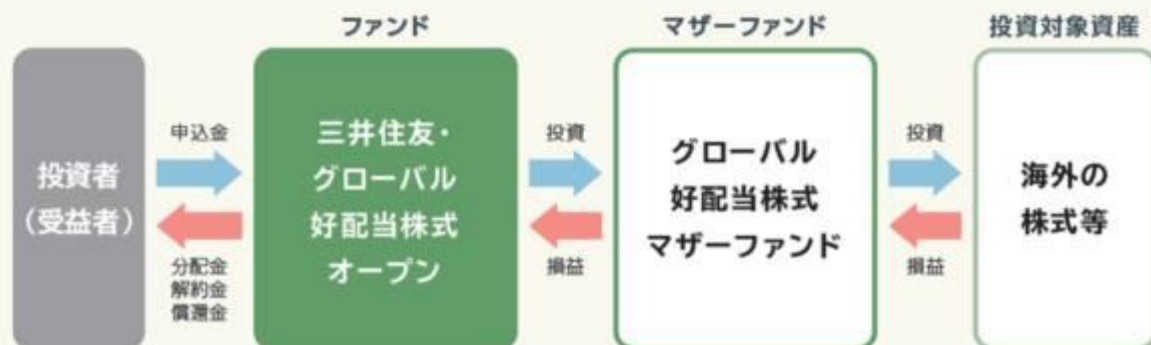 ファンド
マザーファンド
投資対象資産
投資者
（受益者）
申込金
分配金
解約金
償還金
三井住友・
グローバル
好配当株式
オープン
投資
損益
グローバル
好配当株式
マザーファンド
投資
損益
海外の
株式等